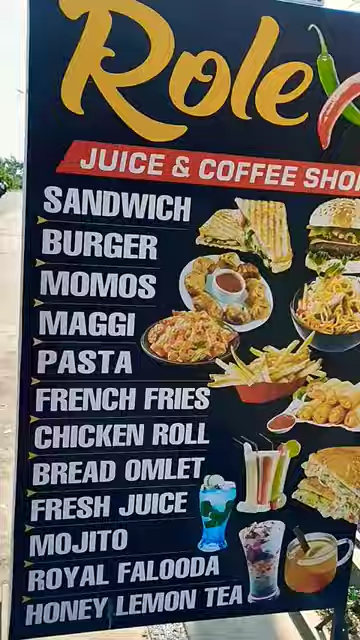 Role
JUICE & COFFEE SHO
SANDWICH
BURGER
MOMOS
MAGGI
PASTA
FRENCH FRIES
CHICKEN ROLL
BREAD OMLET
FRESH JUICE
MOJITO
ROYAL FALOODA
HONEY LEMON TEA